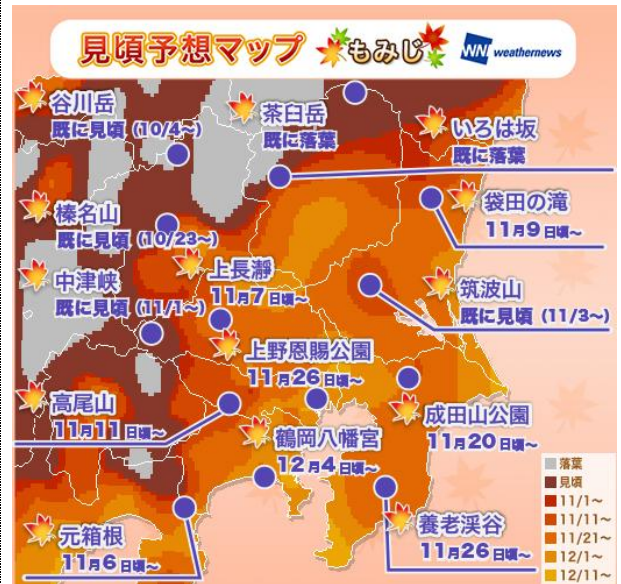 見頃予想マップ もみじ
WNI weathernews
谷川岳
既に見頃 (10/4～)
茶臼岳
既に落葉
いろは坂
既に落葉
榛名山
既に見頃 (10/23～)
袋田の滝
11月9日頃～
上長瀞
11月7日頃～
中津峡
既に見頃 (11/1～)
筑波山
既に見頃 (11/3～)
上野恩賜公園
11月26日頃～
高尾山
11月11日頃～
成田山公園
11月20日頃～
鶴岡八幡宮
12月4日頃～
元箱根
11月6日頃～
養老渓谷
11月26日頃～
落葉
見頃
11/1～
11/11～
11/21～
12/1～
12/11～